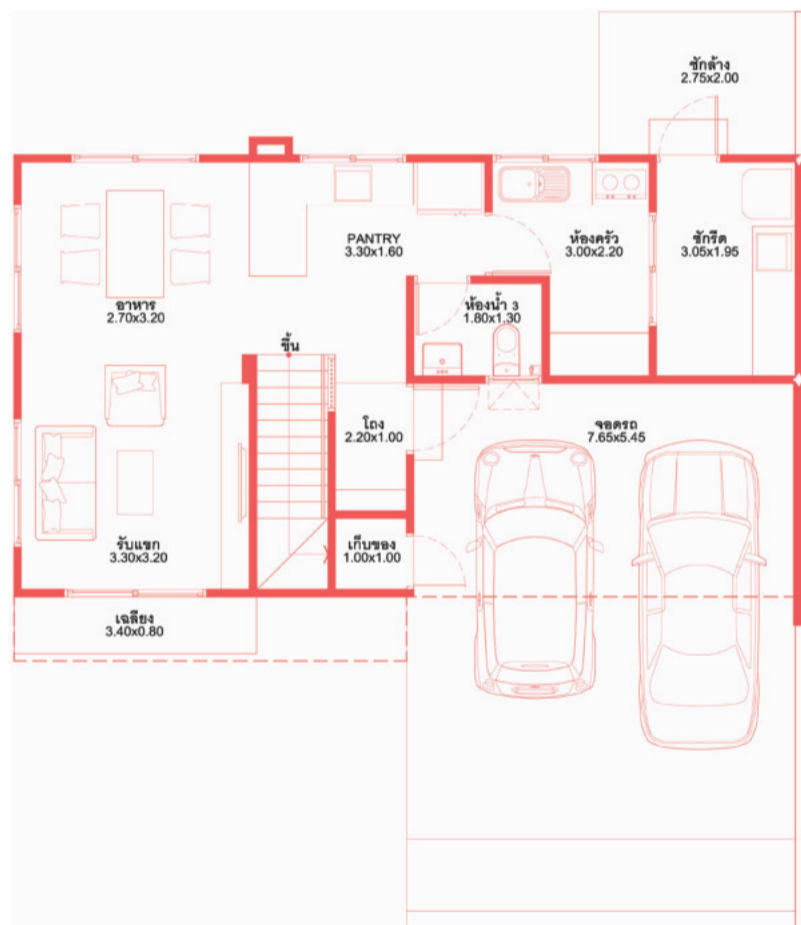 ซักล้าง
2.75x2.00
PANTRY
3.30x1.60
ห้องครัว
3.00x2.20
ซักรีด
3.05x1.95
อาหาร
2.70x3.20
ห้องน้ำ 3
1.80x1.30
ขึ้น
โถง
2.20x1.00
จอดรถ
7.65x5.45
รับแขก
3.30x3.20
เก็บของ
1.00x1.00
เฉลียง
3.40x0.80